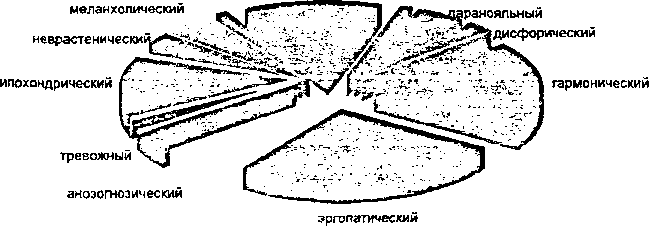 меланхолический
паранояльный
неврастенический
дисфорический
ипохондрический
гармонический
тревожный
анозогнозический
эргопатический